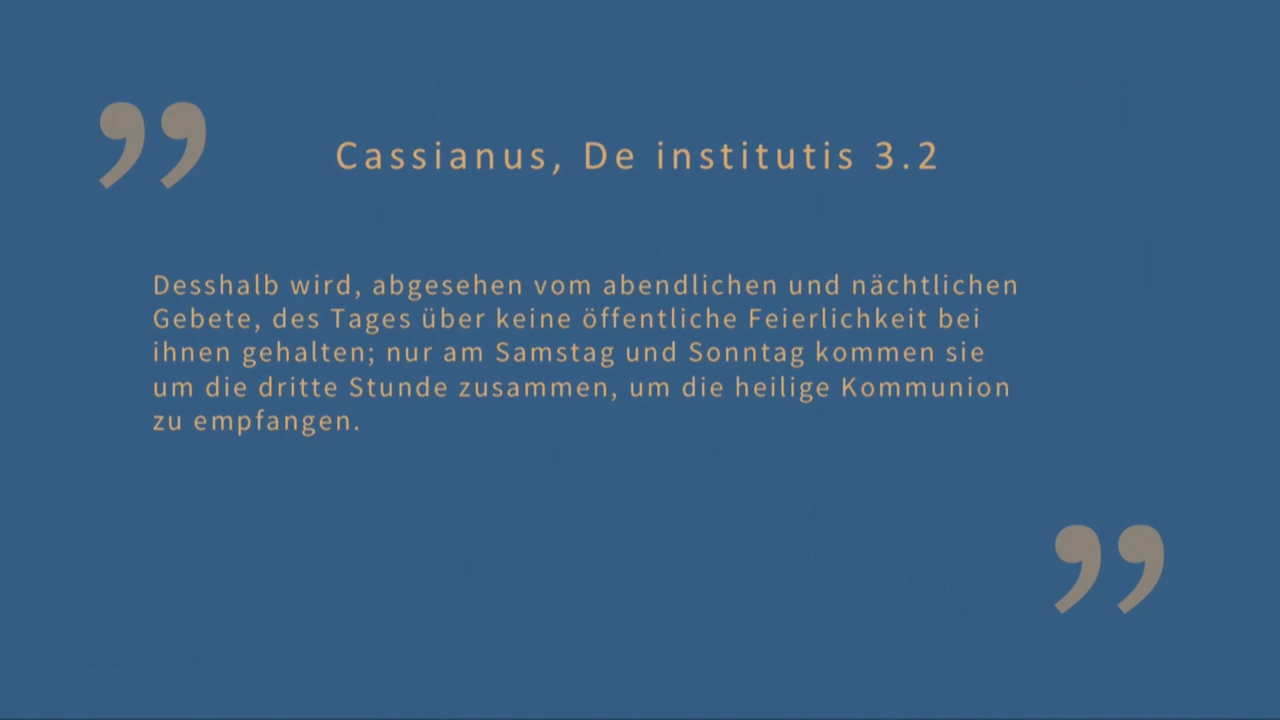 Cassianus, De institutis 3.2
Desshalb wird, abgesehen vom abendlichen und nächtlichen
Gebete, des Tages über keine öffentliche Feierlichkeit bei
ihnen gehalten; nur am Samstag und Sonntag kommen sie
um die dritte Stunde zusammen, um die heilige Kommunion
zu empfangen.